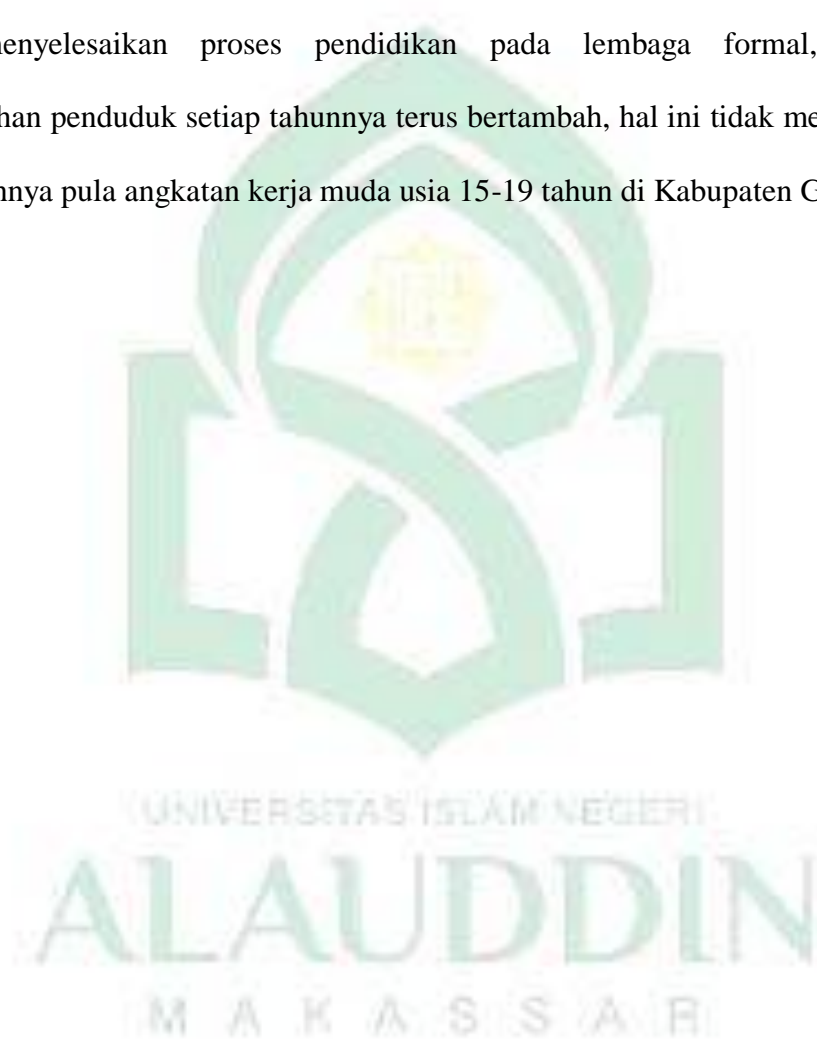 menyelesaikan proses pendidikan pada lembaga formal,
han penduduk setiap tahunnya terus bertambah, hal ini tidak me
nnya pula angkatan kerja muda usia 15-19 tahun di Kabupaten G
UNIVERSITAS ISLAM NEGERI
ALAUDDIN
MAKASSAR